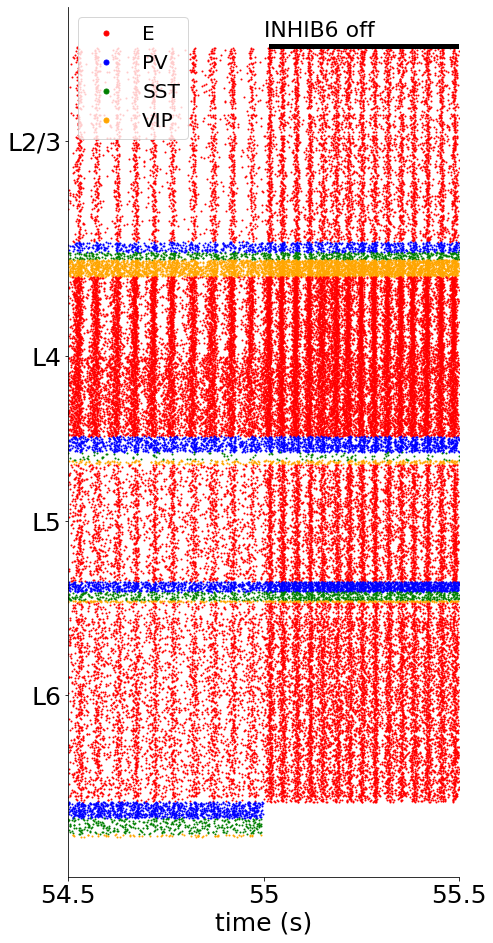 INHIB6 off
E
PV
SST
VIP
L2/3
L4
L5
L6
54.5 55 55.5
time (s)